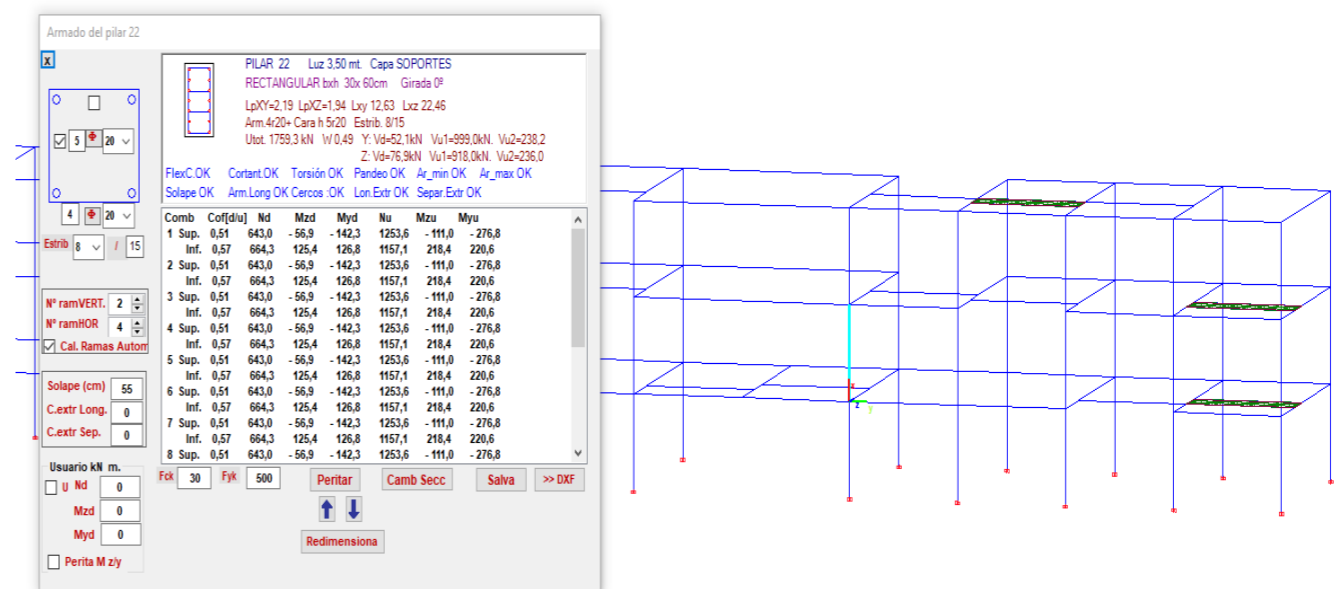 Armado del pilar 22
X
PILAR 22 Luz 3,50 mt. Capa SOPORTES
RECTANGULAR bxh 30x 60cm Girada 0º
LpXY=2,19 LpXZ=1,94 Lxy 12,63 Lxz 22,46
Arm.4r20+ Cara h 5r20 Estrib. 8/15
Utot. 1759,3 kN W 0,49 Y: Vd=52,1kN Vu1=999,0kN. Vu2=238,2
Z: Vd=76,9kN Vu1=918,0kN. Vu2=236,0
FlexC.OK Cortant.OK Torsión OK Pandeo OK Ar_min OK Ar_max OK
Solape OK Arm.Long OK Cercos :OK Lon.Extr OK Separ.Extr OK
5 Φ 20
4 Φ 20
Estrib 8 / 15
Nº ramVERT. 2
Nº ramHOR 4
Cal. Ramas Autom
Solape (cm) 55
C.extr Long. 0
C.extr Sep. 0
Usuario kN m.
U Nd 0
Mzd 0
Myd 0
Perita M z/y
Comb Cof[d/u] Nd Mzd Myd Nu Mzu Myu
1 Sup. 0,51 643,0 - 56,9 - 142,3 1253,6 - 111,0 - 276,8
Inf. 0,57 664,3 125,4 126,8 1157,1 218,4 220,6
2 Sup. 0,51 643,0 - 56,9 - 142,3 1253,6 - 111,0 - 276,8
Inf. 0,57 664,3 125,4 126,8 1157,1 218,4 220,6
3 Sup. 0,51 643,0 - 56,9 - 142,3 1253,6 - 111,0 - 276,8
Inf. 0,57 664,3 125,4 126,8 1157,1 218,4 220,6
4 Sup. 0,51 643,0 - 56,9 - 142,3 1253,6 - 111,0 - 276,8
Inf. 0,57 664,3 125,4 126,8 1157,1 218,4 220,6
5 Sup. 0,51 643,0 - 56,9 - 142,3 1253,6 - 111,0 - 276,8
Inf. 0,57 664,3 125,4 126,8 1157,1 218,4 220,6
6 Sup. 0,51 643,0 - 56,9 - 142,3 1253,6 - 111,0 - 276,8
Inf. 0,57 664,3 125,4 126,8 1157,1 218,4 220,6
7 Sup. 0,51 643,0 - 56,9 - 142,3 1253,6 - 111,0 - 276,8
Inf. 0,57 664,3 125,4 126,8 1157,1 218,4 220,6
8 Sup. 0,51 643,0 - 56,9 - 142,3 1253,6 - 111,0 - 276,8
Fck 30 Fyk 500 Peritar Camb Secc Salva >> DXF
Redimensiona
z y